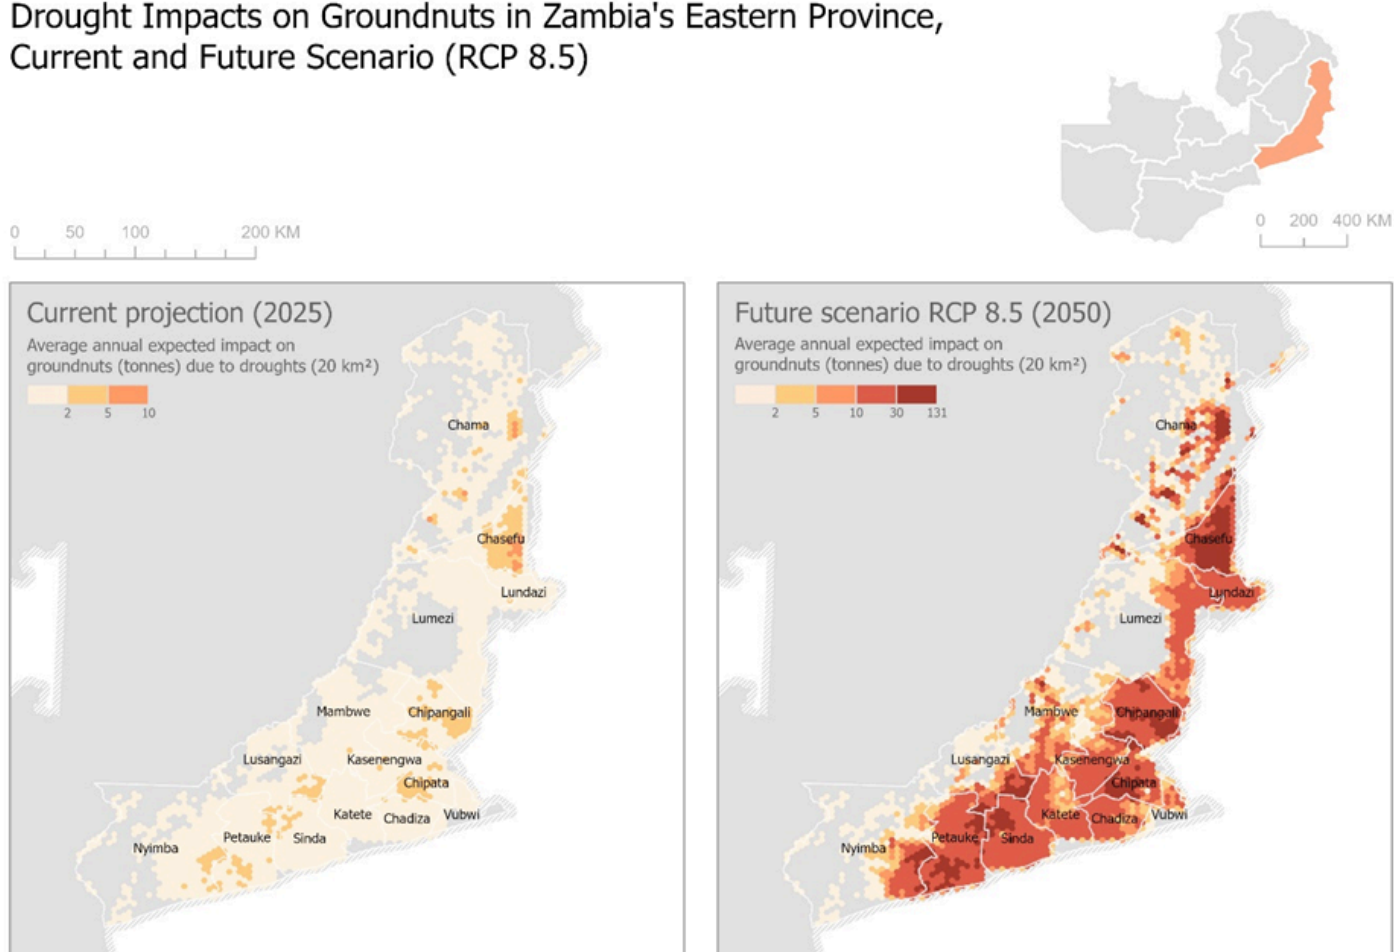 Drought Impacts on Groundnuts in Zambia's Eastern Province,
Current and Future Scenario (RCP 8.5)
0 50 100 200 KM
0 200 400 KM
Current projection (2025)
Average annual expected impact on
groundnuts (tonnes) due to droughts (20 km²)
2 5 10
Chama
Chasefu
Lundazi
Lumezi
Mambwe
Chipangali
Lusangazi
Kasenengwa
Chipata
Katete
Chadiza
Vubwi
Petauke
Sinda
Nyimba
Future scenario RCP 8.5 (2050)
Average annual expected impact on
groundnuts (tonnes) due to droughts (20 km²)
2 5 10 30 131
Chama
Chasefu
Lundazi
Lumezi
Mambwe
Chipangali
Lusangazi
Kasenengwa
Chipata
Katete
Chadiza
Vubwi
Petauke
Sinda
Nyimba